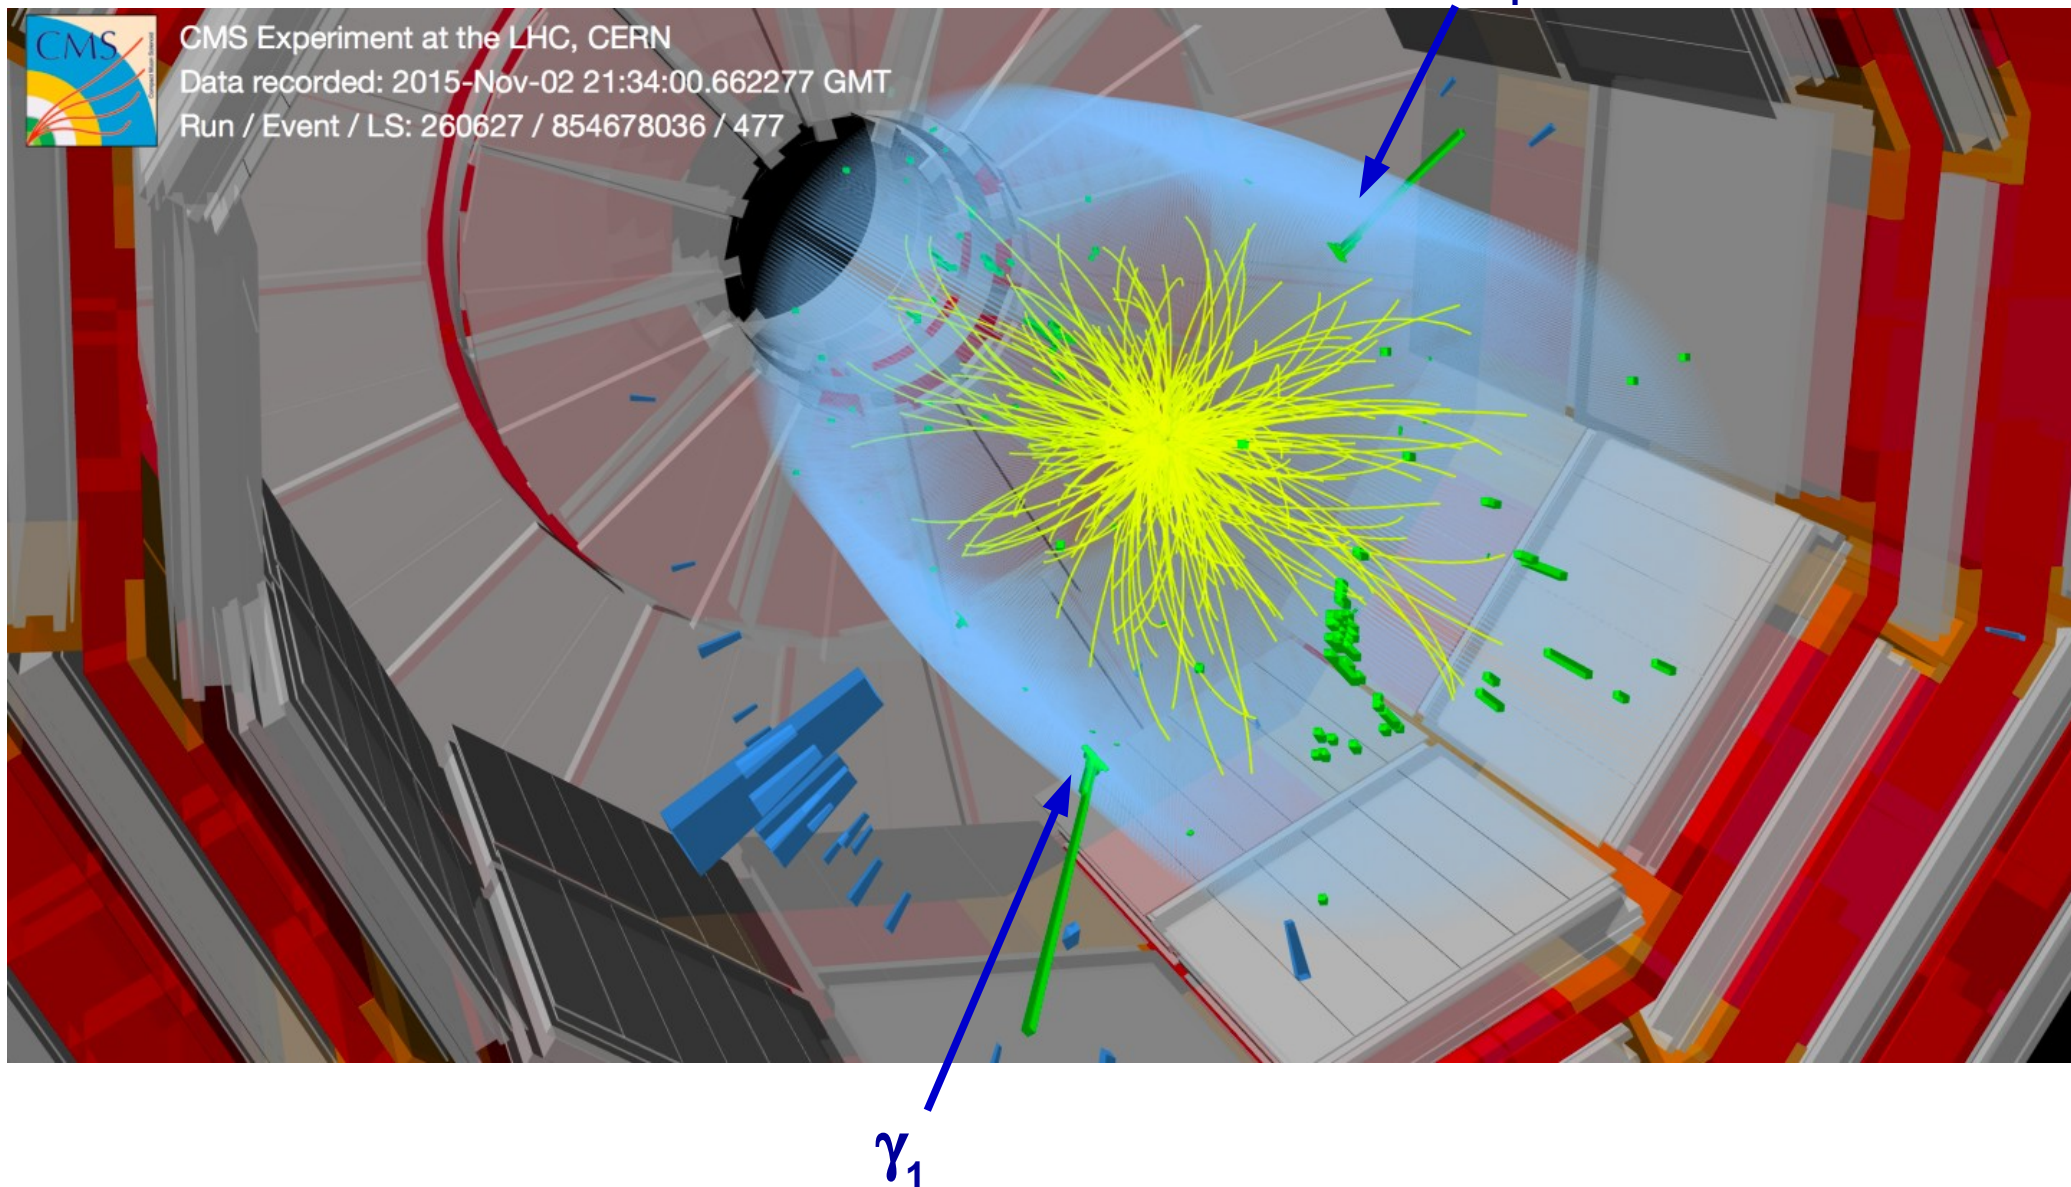 CMS
CMS Experiment at the LHC, CERN
Data recorded: 2015-Nov-02 21:34:00.662277 GMT
Run / Event / LS: 260627 / 854678036 / 477
γ1